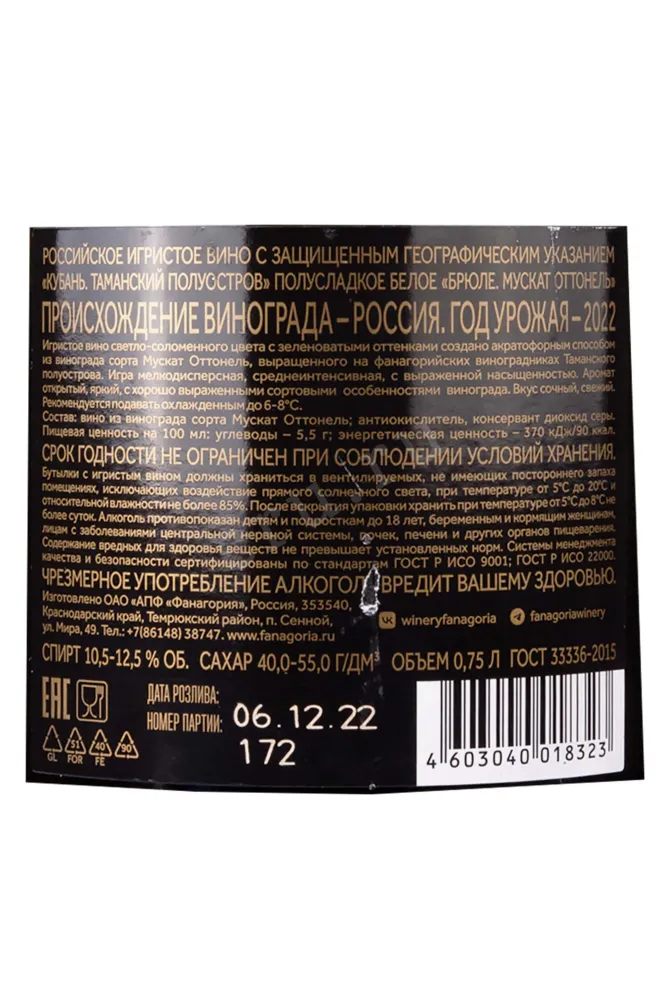 РОССИЙСКОЕ ИГРИСТОЕ ВИНО С ЗАЩИЩЕННЫМ ГЕОГРАФИЧЕСКИМ УКАЗАНИЕМ
«КУБАНЬ. ТАМАНСКИЙ ПОЛУОСТРОВ» ПОЛУСЛАДКОЕ БЕЛОЕ «БРЮЛЕ. МУСКАТ ОТТОНЕЛЬ»
ПРОИСХОЖДЕНИЕ ВИНОГРАДА – РОССИЯ. ГОД УРОЖАЯ – 2022
Игристое вино светло-соломенного цвета с зеленоватыми оттенками создано акратофорным способом
из винограда сорта Мускат Оттонель, выращенного на фанагорийских виноградниках Таманского
полуострова. Игра мелкодисперсная, среднеинтенсивная, с выраженной насыщенностью. Аромат
открытый, яркий, с хорошо выраженными сортовыми особенностями винограда. Вкус сочный, свежий.
Рекомендуется подавать охлажденным до 6-8°С.
Состав: вино из винограда сорта Мускат Оттонель; антиокислитель, консервант диоксид серы.
Пищевая ценность на 100 мл: углеводы – 5,5 г; энергетическая ценность – 370 кДж/90 ккал.
СРОК ГОДНОСТИ НЕ ОГРАНИЧЕН ПРИ СОБЛЮДЕНИИ УСЛОВИЙ ХРАНЕНИЯ.
Бутылки с игристым вином должны храниться в вентилируемых, не имеющих постороннего запаха
помещениях, исключающих воздействие прямого солнечного света, при температуре от 5°С до 20°С и
относительной влажности не более 85%. После вскрытия упаковки хранить при температуре от 5°С до 8°С не
более суток. Алкоголь противопоказан детям и подросткам до 18 лет, беременным и кормящим женщинам,
лицам с заболеваниями центральной нервной системы, почек, печени и других органов пищеварения.
Содержание вредных для здоровья веществ не превышает установленных норм. Системы менеджмента
качества и безопасности сертифицированы по стандартам ГОСТ Р ИСО 9001; ГОСТ Р ИСО 22000.
ЧРЕЗМЕРНОЕ УПОТРЕБЛЕНИЕ АЛКОГОЛЯ ВРЕДИТ ВАШЕМУ ЗДОРОВЬЮ.
Изготовлено ОАО «АПФ «Фанагория», Россия, 353540,
Краснодарский край, Темрюкский район, п. Сенной,
ул. Мира, 49. Тел.: +7(86148) 38747. www.fanagoria.ru
wineryfanagoria fanagoriawinery
СПИРТ 10,5-12,5 % ОБ. САХАР 40,0-55,0 Г/ДМ³ ОБЪЕМ 0,75 Л ГОСТ 33336-2015
EAC
ДАТА РОЗЛИВА:
НОМЕР ПАРТИИ:
06.12.22
172
GL 51 FOR 40 FE 90
4 603040 018323